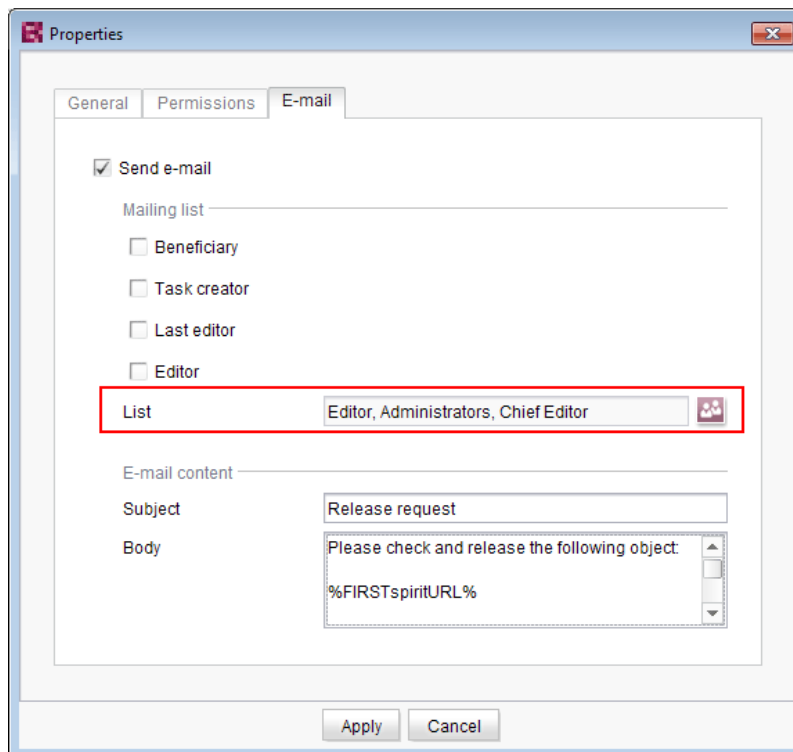 Properties
General Permissions E-mail
Send e-mail
Mailing list
Beneficiary
Task creator
Last editor
Editor
List Editor, Administrators, Chief Editor
E-mail content
Subject Release request
Body Please check and release the following object:
%FIRSTspiritURL%
Apply Cancel